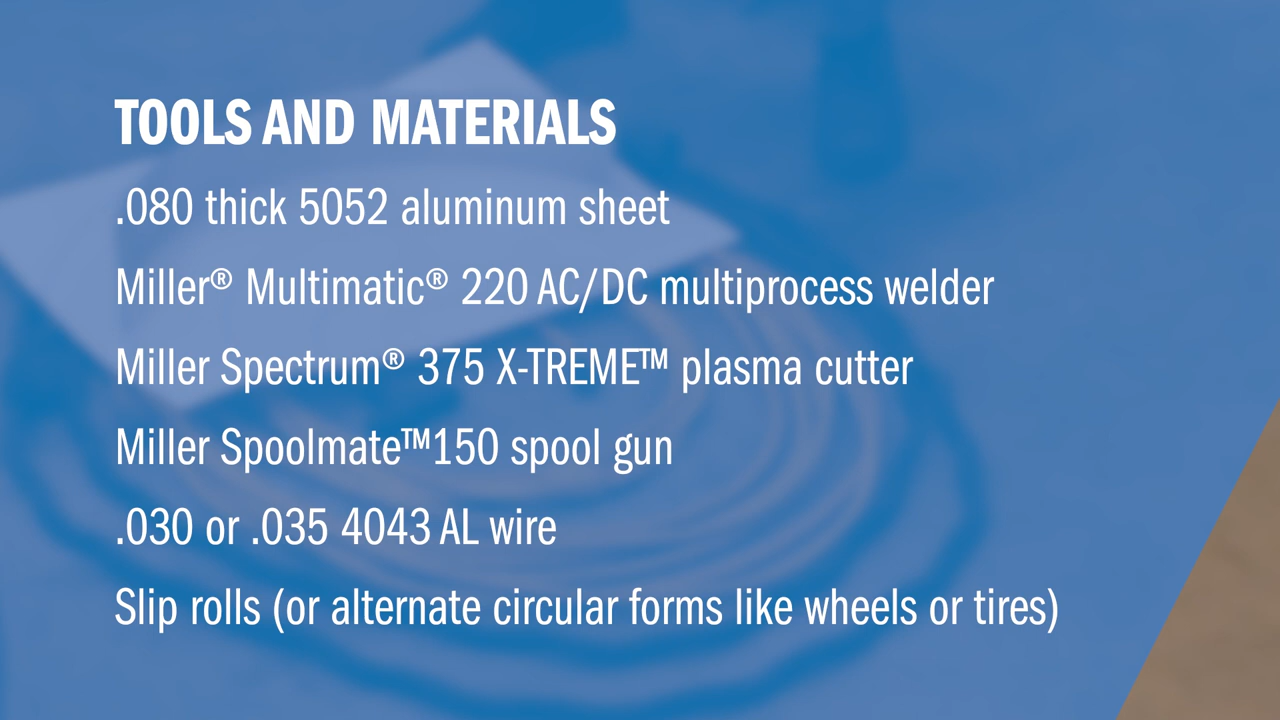 TOOLS AND MATERIALS
.080 thick 5052 aluminum sheet
Miller® Multimatic® 220 AC/DC multiprocess welder
Miller Spectrum® 375 X-TREME™ plasma cutter
Miller Spoolmate™150 spool gun
.030 or .035 4043 AL wire
Slip rolls (or alternate circular forms like wheels or tires)